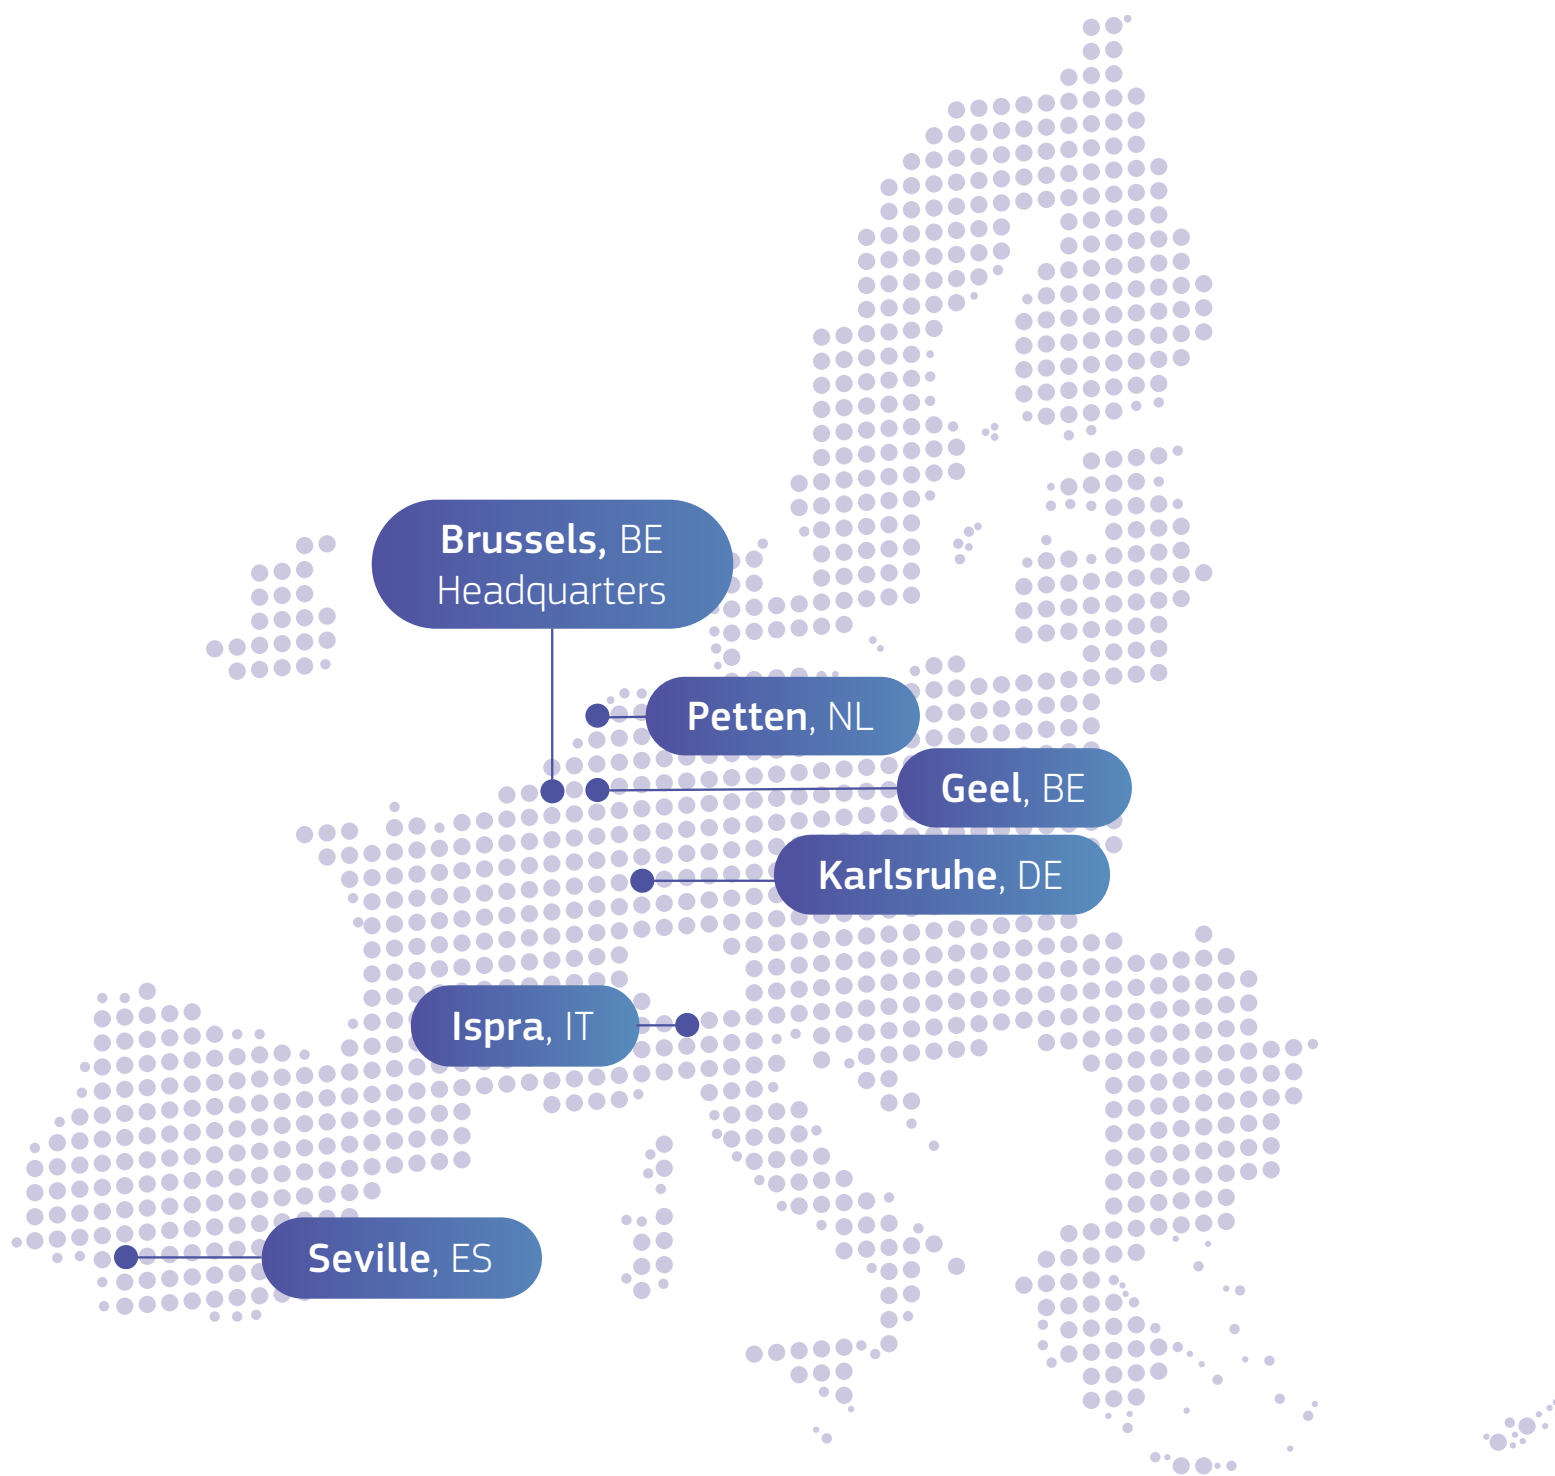 Brussels, BE
Headquarters
Petten, NL
Geel, BE
Karlsruhe, DE
Ispra, IT
Seville, ES